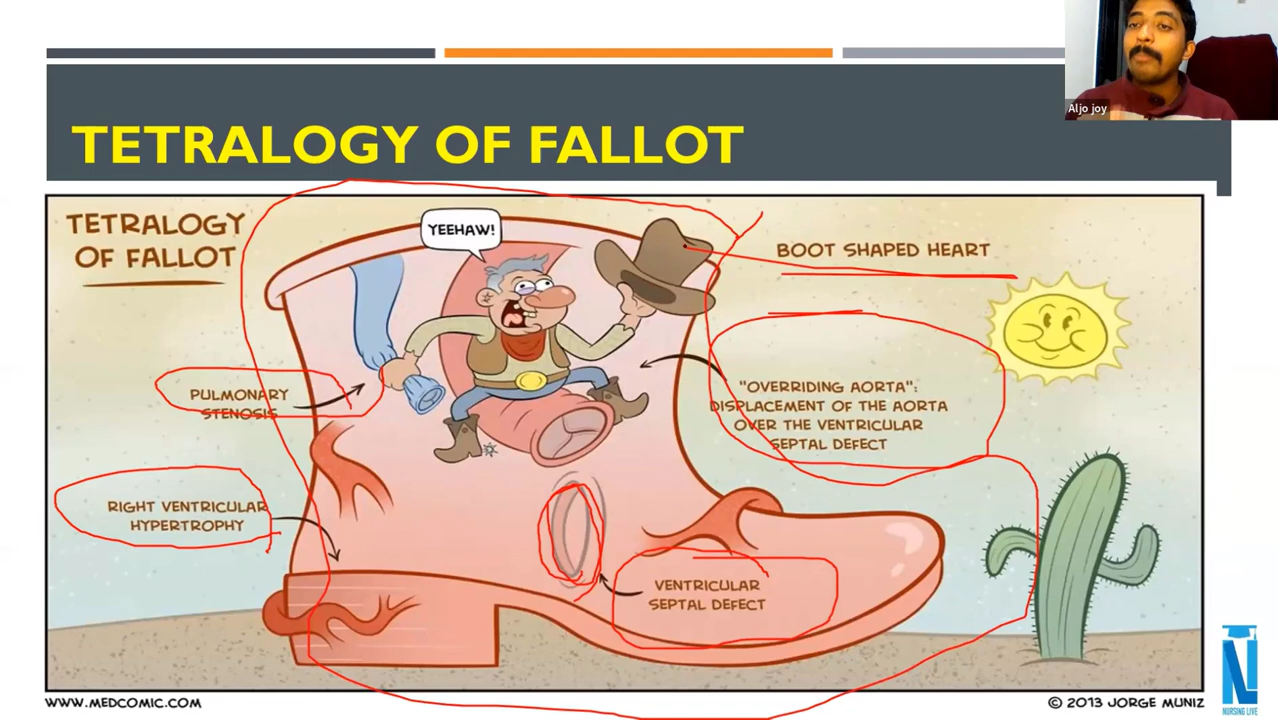 Aljo joy
TETRALOGY OF FALLOT
TETRALOGY
OF FALLOT
YEEHAW!
BOOT SHAPED HEART
PULMONARY
STENOSIS
"OVERRIDING AORTA":
DISPLACEMENT OF THE AORTA
OVER THE VENTRICULAR
SEPTAL DEFECT
RIGHT VENTRICULAR
HYPERTROPHY
VENTRICULAR
SEPTAL DEFECT
WWW.MEDCOMIC.COM
© 2013 JORGE MUNIZ
NURSING LIVE